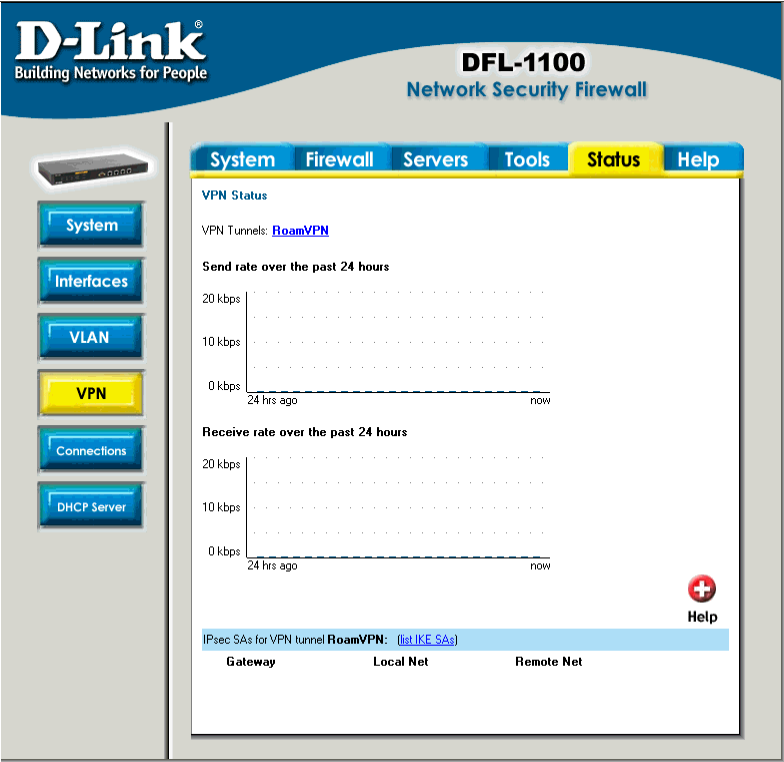 D-Link®
Building Networks for People
DFL-1100
Network Security Firewall
System Firewall Servers Tools Status Help
System
Interfaces
VLAN
VPN
Connections
DHCP Server
VPN Status
VPN Tunnels: RoamVPN
Send rate over the past 24 hours
20 kbps
10 kbps
0 kbps
24 hrs ago now
Receive rate over the past 24 hours
20 kbps
10 kbps
0 kbps
24 hrs ago now
Help
IPsec SAs for VPN tunnel RoamVPN: (list IKE SAs)
Gateway Local Net Remote Net